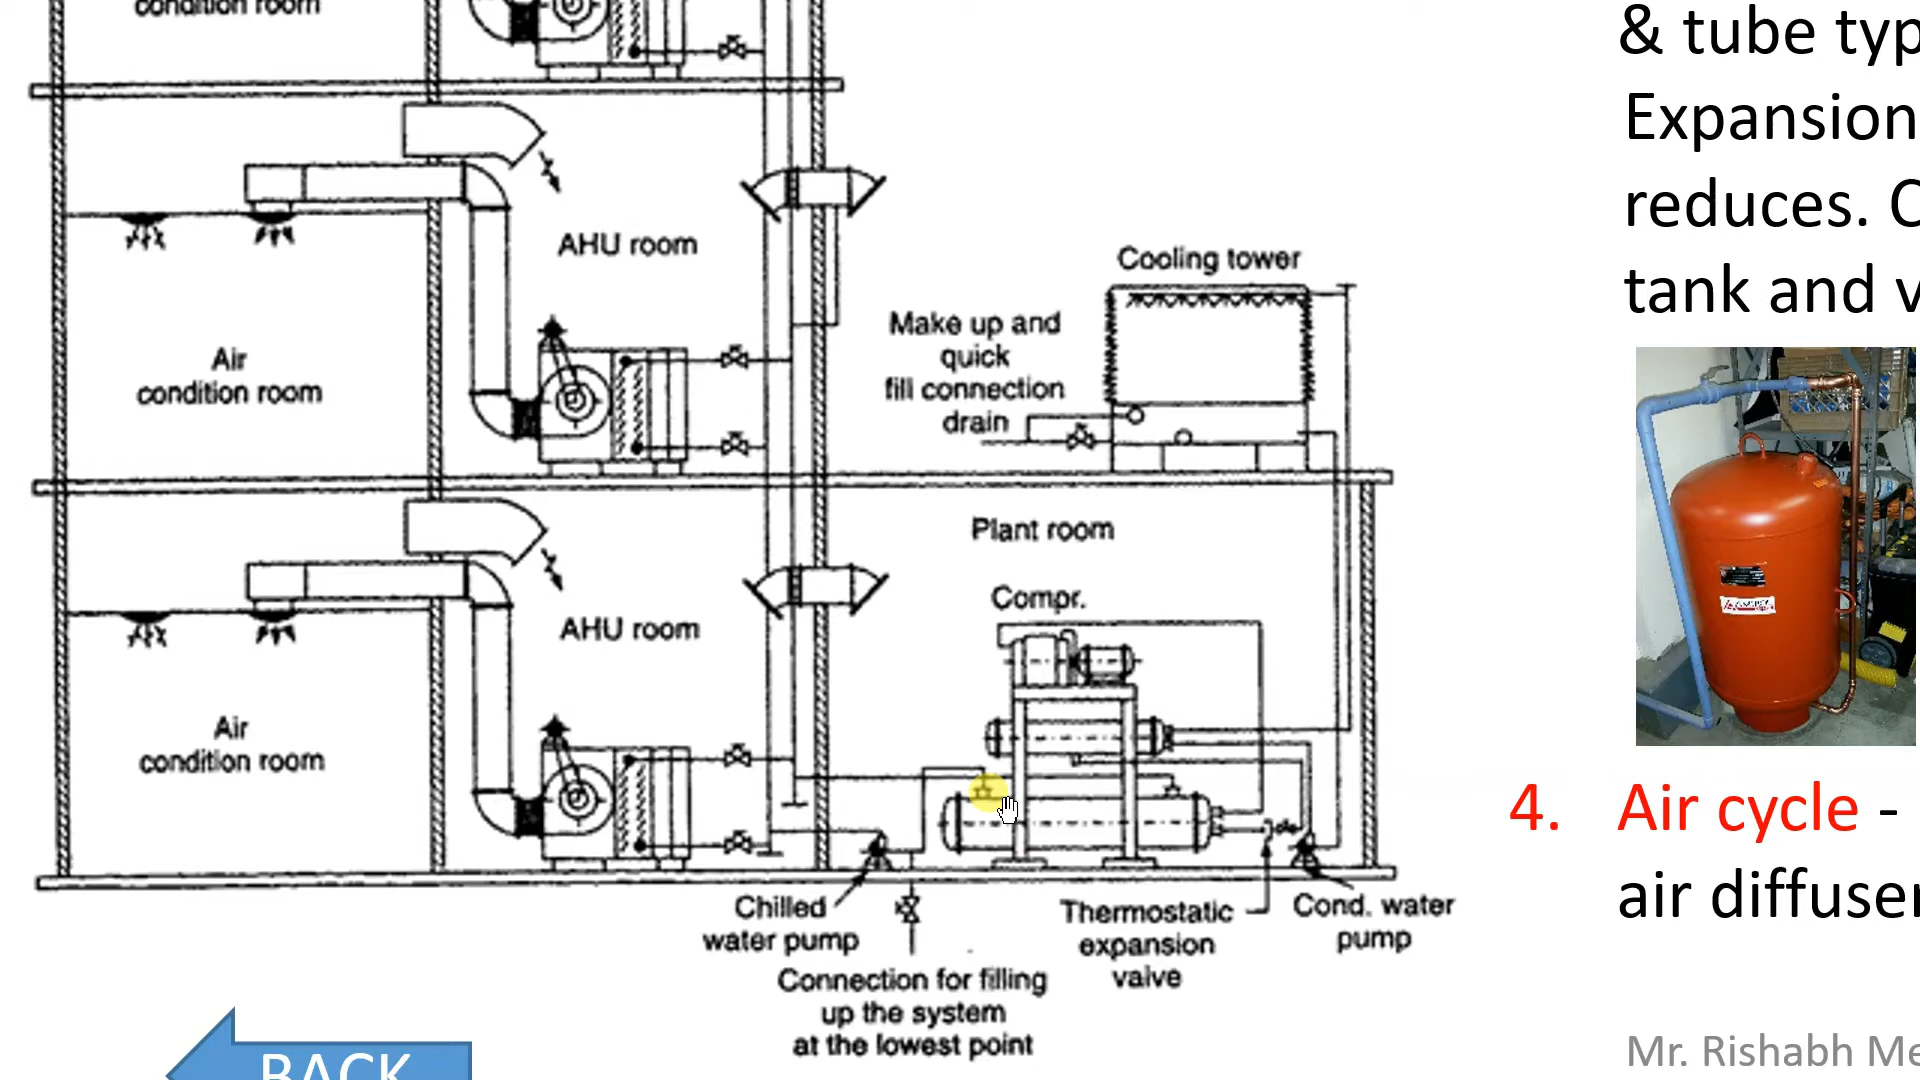 condition room
& tube typ
Expansion
reduces. C
tank and v
AHU room
Cooling tower
Make up and
quick
fill connection
drain
Air
condition room
Plant room
Compr.
AHU room
Air
condition room
4. Air cycle -
air diffuser
Chilled
water pump
Thermostatic
expansion
valve
Cond. water
pump
Connection for filling
up the system
at the lowest point
BACK
Mr. Rishabh Me